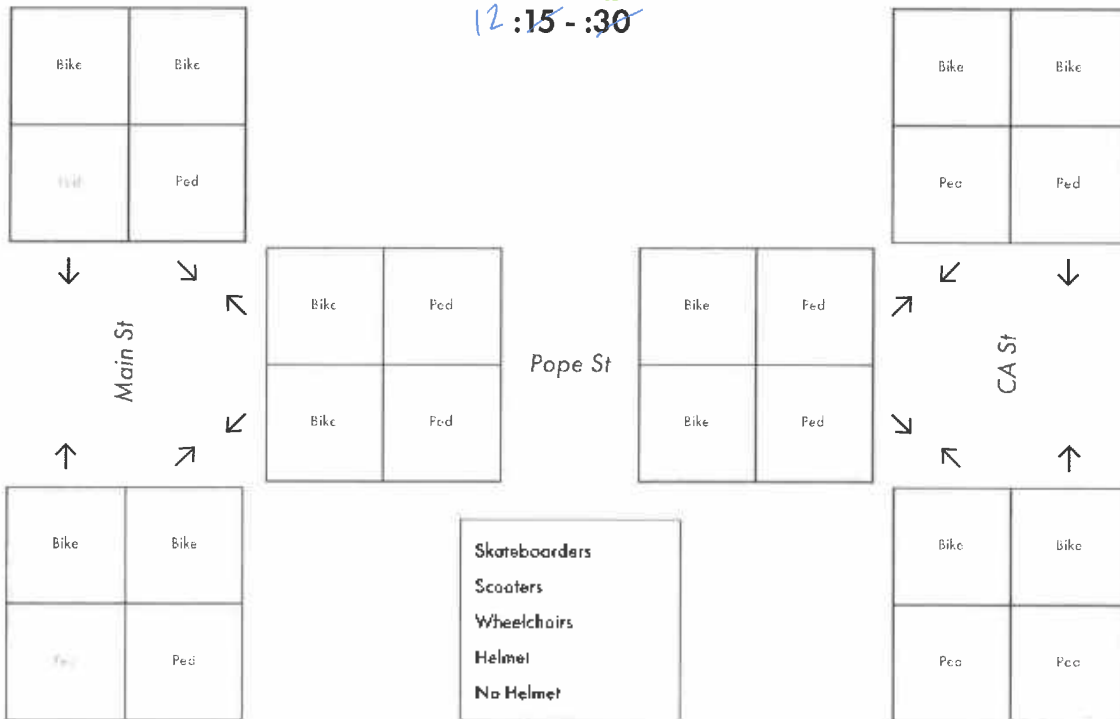 12 :15 - :30
Bike Bike
Ped
Bike Bike
Pec Ped
Bike Ped
Bike Ped
Main St
Pope St
Bike Ped
Bike Ped
CA St
Bike Bike
Ped
Skateboarders
Scooters
Wheelchairs
Helmet
No Helmet
Bike Bike
Pec Pec